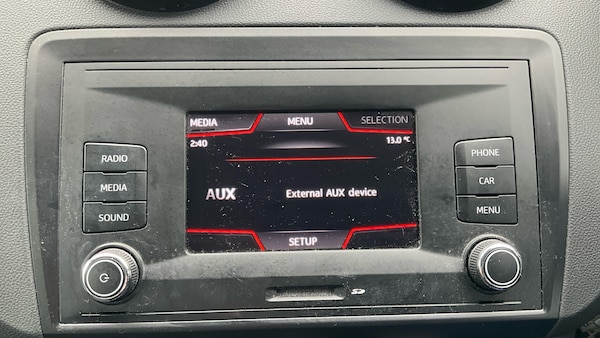 MEDIA MENU SELECTION
2:40 13.0 °C
AUX External AUX device
SETUP
RADIO
MEDIA
SOUND
PHONE
CAR
MENU
SD